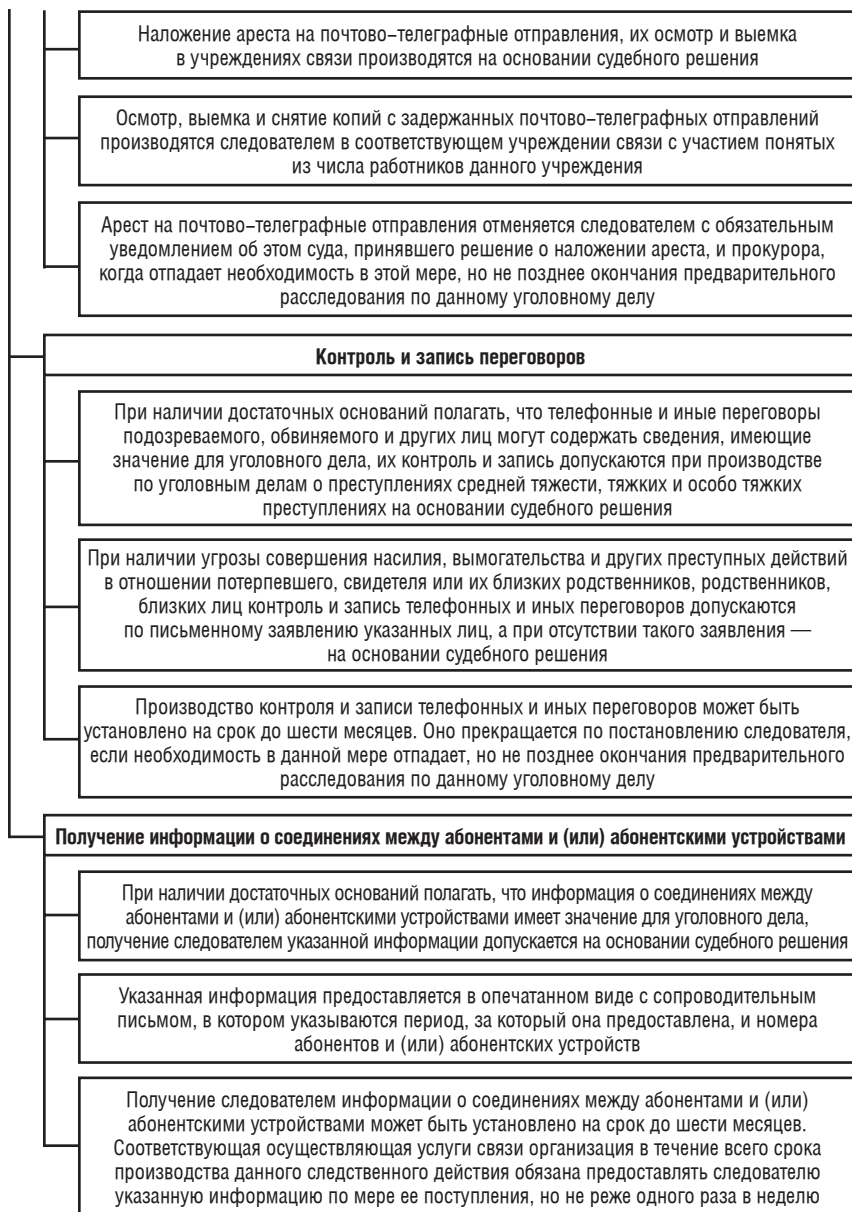 Наложение ареста на почтово–телеграфные отправления, их осмотр и выемка
в учреждениях связи производятся на основании судебного решения
Осмотр, выемка и снятие копий с задержанных почтово–телеграфных отправлений
производятся следователем в соответствующем учреждении связи с участием понятых
из числа работников данного учреждения
Арест на почтово–телеграфные отправления отменяется следователем с обязательным
уведомлением об этом суда, принявшего решение о наложении ареста, и прокурора,
когда отпадает необходимость в этой мере, но не позднее окончания предварительного
расследования по данному уголовному делу
Контроль и запись переговоров
При наличии достаточных оснований полагать, что телефонные и иные переговоры
подозреваемого, обвиняемого и других лиц могут содержать сведения, имеющие
значение для уголовного дела, их контроль и запись допускаются при производстве
по уголовным делам о преступлениях средней тяжести, тяжких и особо тяжких
преступлениях на основании судебного решения
При наличии угрозы совершения насилия, вымогательства и других преступных действий
в отношении потерпевшего, свидетеля или их близких родственников, родственников,
близких лиц контроль и запись телефонных и иных переговоров допускаются
по письменному заявлению указанных лиц, а при отсутствии такого заявления —
на основании судебного решения
Производство контроля и записи телефонных и иных переговоров может быть
установлено на срок до шести месяцев. Оно прекращается по постановлению следователя,
если необходимость в данной мере отпадает, но не позднее окончания предварительного
расследования по данному уголовному делу
Получение информации о соединениях между абонентами и (или) абонентскими устройствами
При наличии достаточных оснований полагать, что информация о соединениях между
абонентами и (или) абонентскими устройствами имеет значение для уголовного дела,
получение следователем указанной информации допускается на основании судебного решения
Указанная информация предоставляется в опечатанном виде с сопроводительным
письмом, в котором указываются период, за который она предоставлена, и номера
абонентов и (или) абонентских устройств
Получение следователем информации о соединениях между абонентами и (или)
абонентскими устройствами может быть установлено на срок до шести месяцев.
Соответствующая осуществляющая услуги связи организация в течение всего срока
производства данного следственного действия обязана предоставлять следователю
указанную информацию по мере ее поступления, но не реже одного раза в неделю